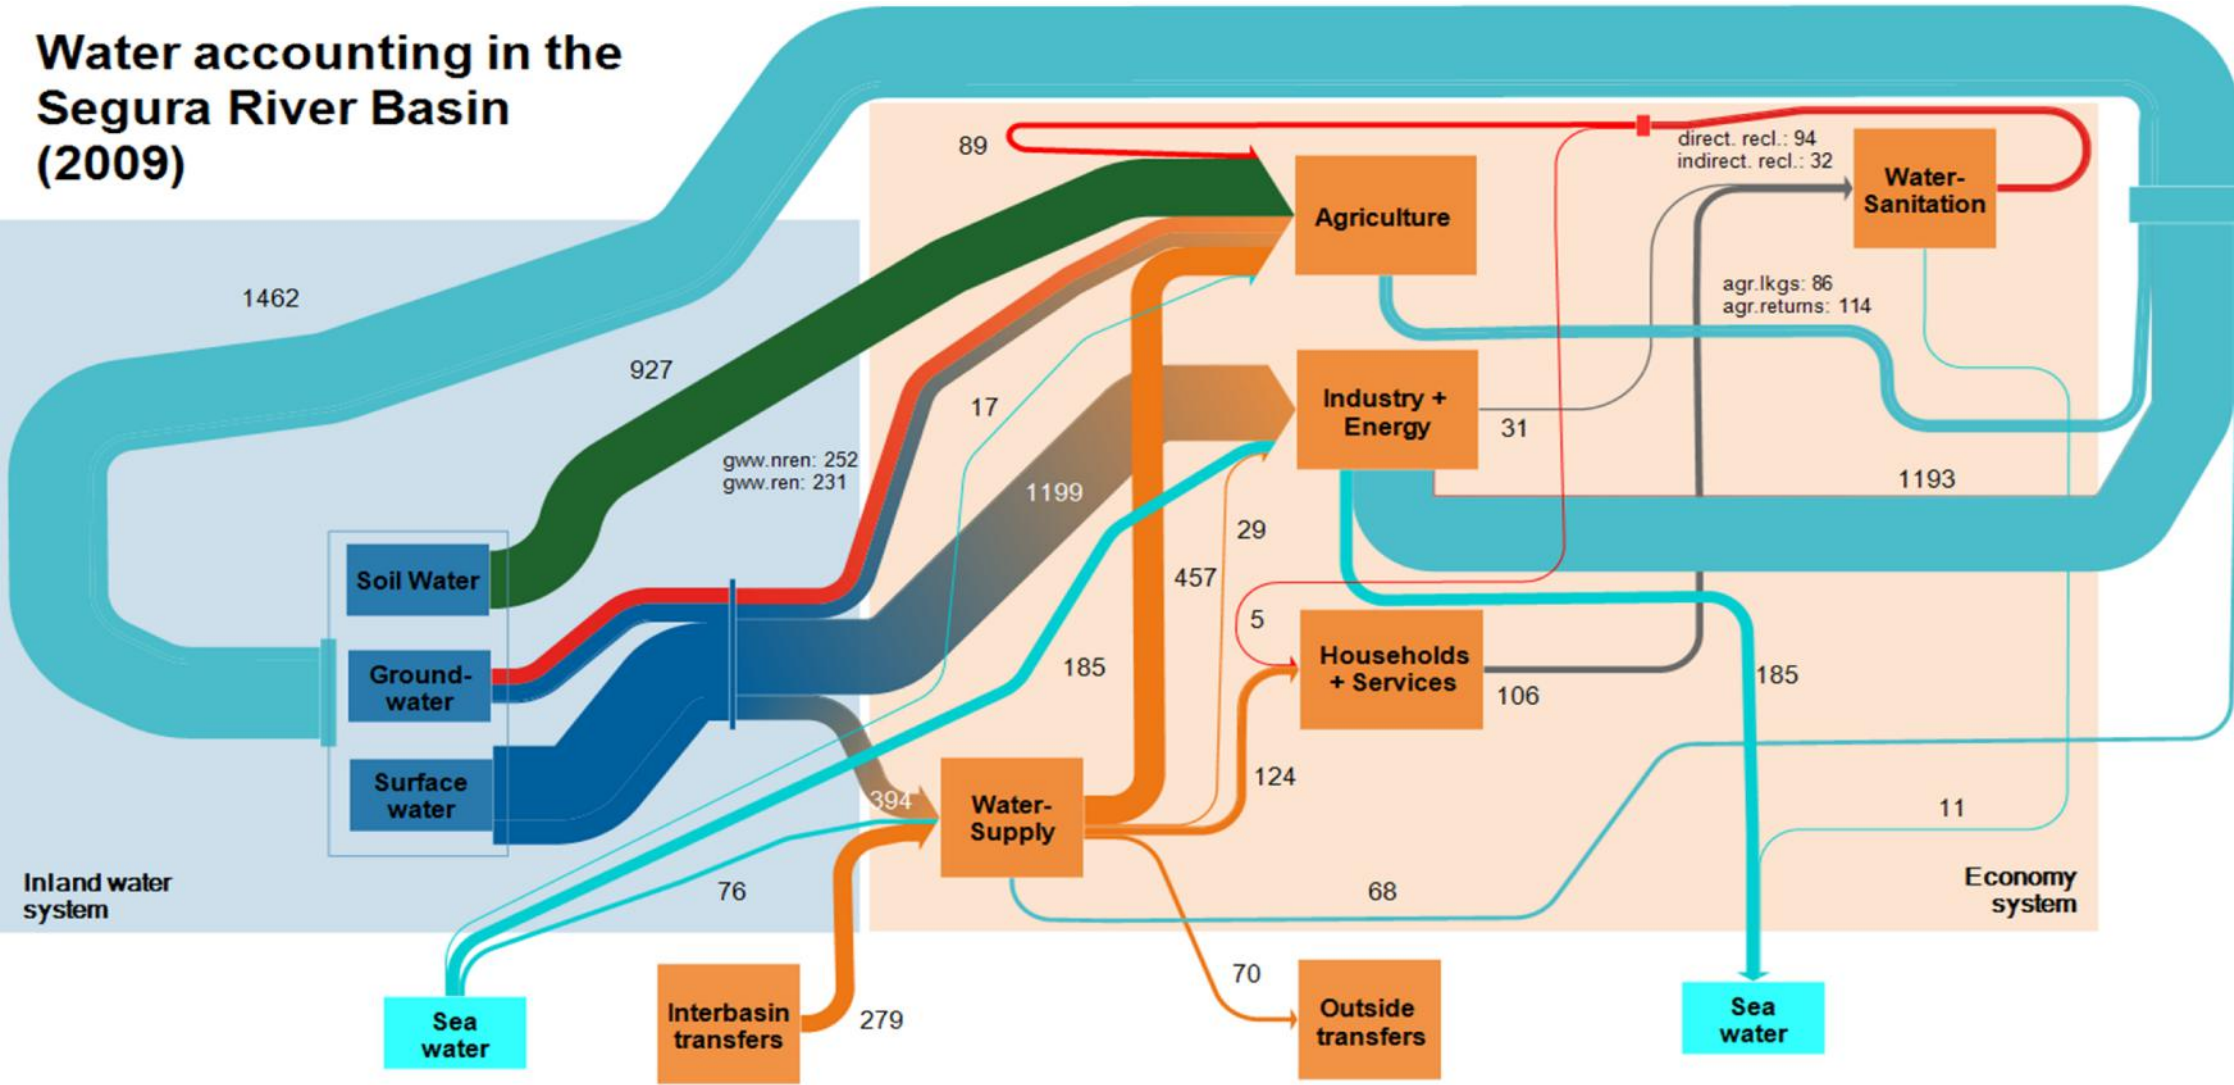 Water accounting in the
Segura River Basin
(2009)
89
direct. recl.: 94
indirect. recl.: 32
Water-
Sanitation
Agriculture
1462
agr.lkgs: 86
agr.returns: 114
927
17
Industry +
Energy
31
gww.nren: 252
gww.ren: 231
1199
1193
29
457
Soil Water
5
Ground-
water
185
Households
+ Services
106
185
Surface
water
394
Water-
Supply
124
11
76
68
Inland water
system
Economy
system
70
Sea
water
Interbasin
transfers
279
Outside
transfers
Sea
water